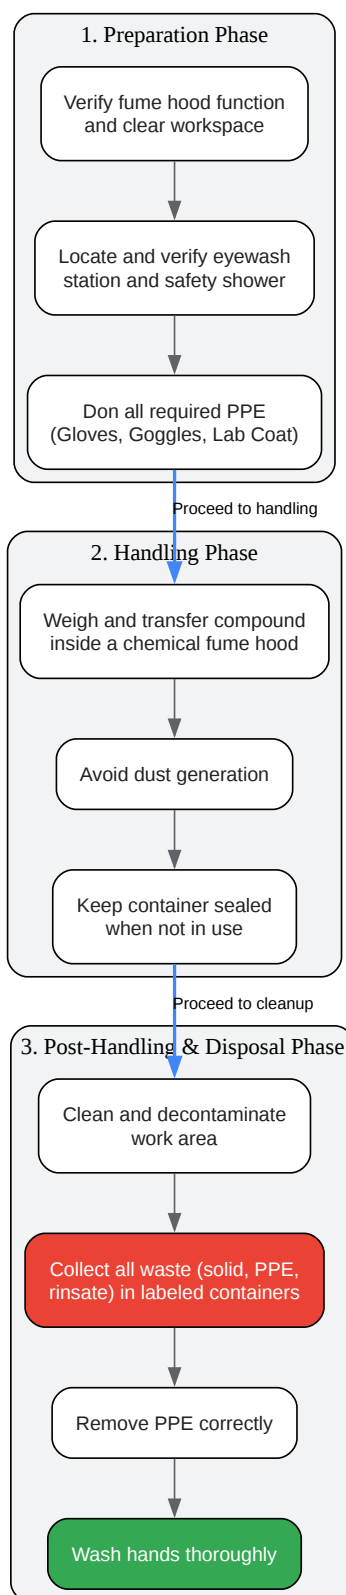 1. Preparation Phase
Verify fume hood function
and clear workspace
Locate and verify eyewash
station and safety shower
Don all required PPE
(Gloves, Goggles, Lab Coat)
Proceed to handling
2. Handling Phase
Weigh and transfer compound
inside a chemical fume hood
Avoid dust generation
Keep container sealed
when not in use
Proceed to cleanup
3. Post-Handling & Disposal Phase
Clean and decontaminate
work area
Collect all waste (solid, PPE,
rinsate) in labeled containers
Remove PPE correctly
Wash hands thoroughly